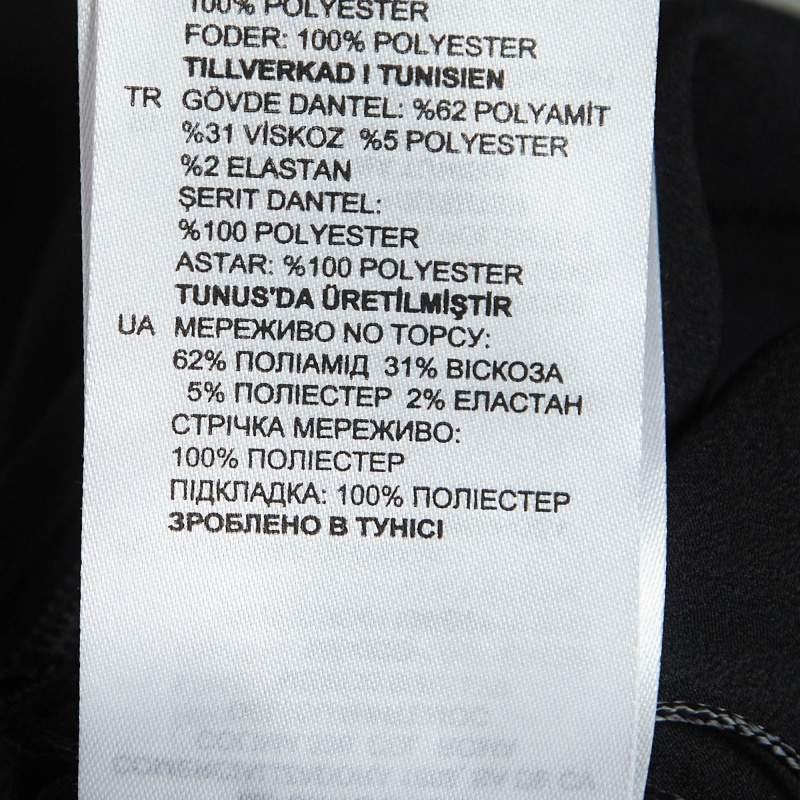 100% POLYESTER
FODER: 100% POLYESTER
TILLVERKAD I TUNISIEN
TR GÖVDE DANTEL: %62 POLYAMİT
%31 VİSKOZ %5 POLYESTER
%2 ELASTAN
ŞERIT DANTEL:
%100 POLYESTER
ASTAR: %100 POLYESTER
TUNUS'DA ÜRETİLMİŞTİR
UA МЕРЕЖИВО NO ТОРСУ:
62% ПОЛІАМІД 31% ВІСКОЗА
5% ПОЛІЕСТЕР 2% ЕЛАСТАН
СТРІЧКА МЕРЕЖИВО:
100% ПОЛІЕСТЕР
ПІДКЛАДКА: 100% ПОЛІЕСТЕР
ЗРОБЛЕНО В ТУНІСІ